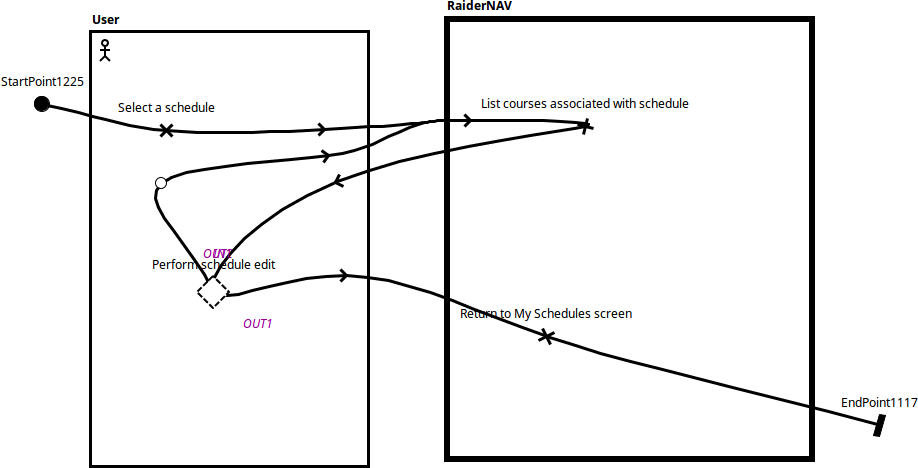 RaiderNAV
User
StartPoint1225
Select a schedule
List courses associated with schedule
Perform schedule edit
OUT1
Return to My Schedules screen
EndPoint1117